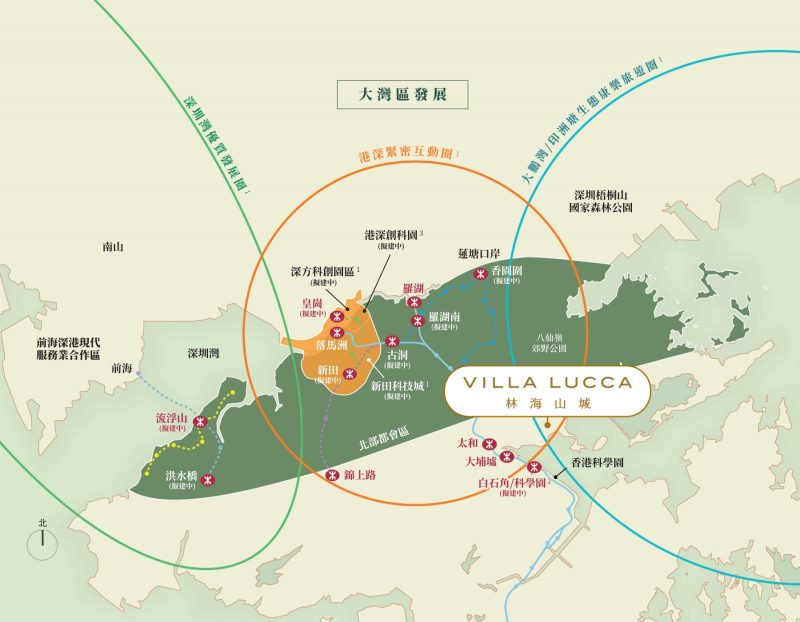 大灣區發展
深圳灣優質發展圈1
港深緊密互動圈1
大鵬灣/印洲塘生態康樂旅遊圈1
深圳梧桐山
國家森林公園
南山
港深創科園3
(擬建中)
蓮塘口岸
深方科創園區1
(擬建中)
香園圍
(擬建中)
羅湖
皇崗
(擬建中)
羅湖南
(擬建中)
前海深港現代
服務業合作區
深圳灣
落馬洲
古洞
(擬建中)
八仙嶺
郊野公園
前海
新田
(擬建中)
新田科技城1
(擬建中)
VILLA LUCCA
林海山城
流浮山
(擬建中)
北部都會區
太和
大埔墟
洪水橋
(擬建中)
錦上路
白石角/科學園2
(擬建中)
香港科學園
北